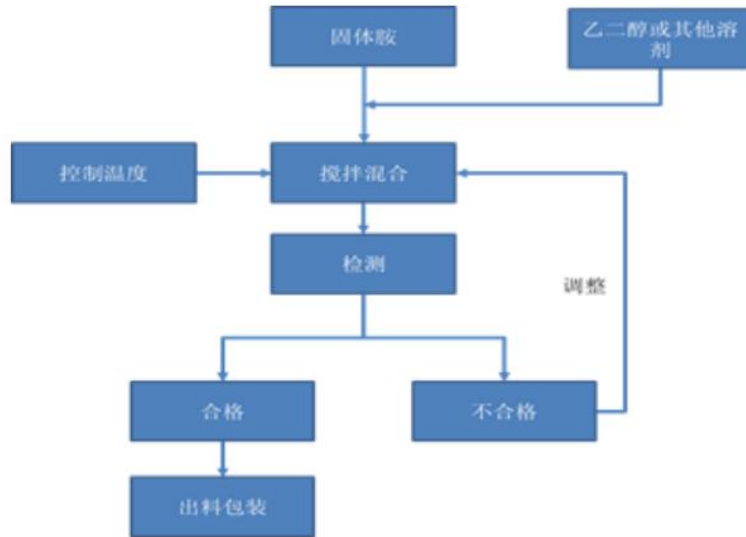 固体胺
乙二醇或其他溶
剂
控制温度
搅拌混合
检测
调整
合格
不合格
出料包装